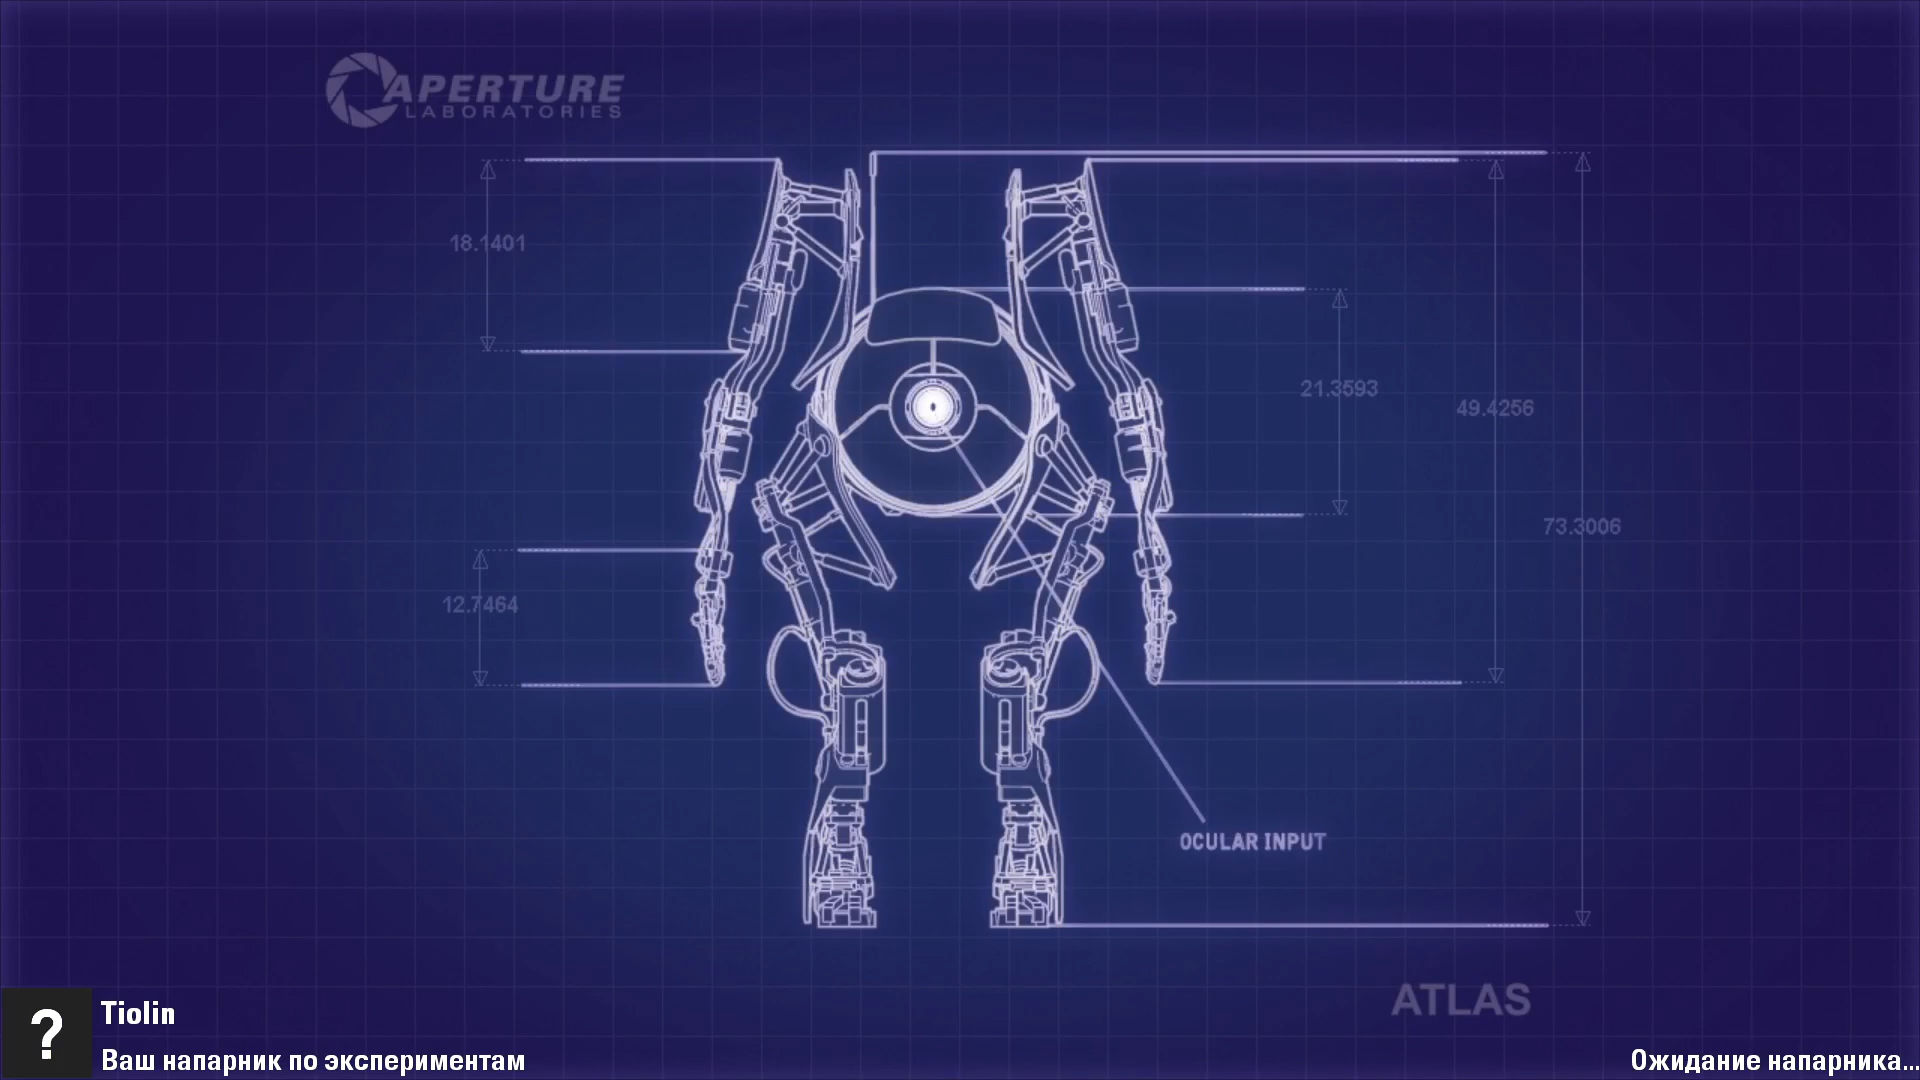 APERTURE
LABORATORIES
18.1401
21.3593
49.4256
73.3006
12.7464
OCULAR INPUT
ATLAS
?
Tiolin
Ваш напарник по экспериментам
Ожидание напарника...